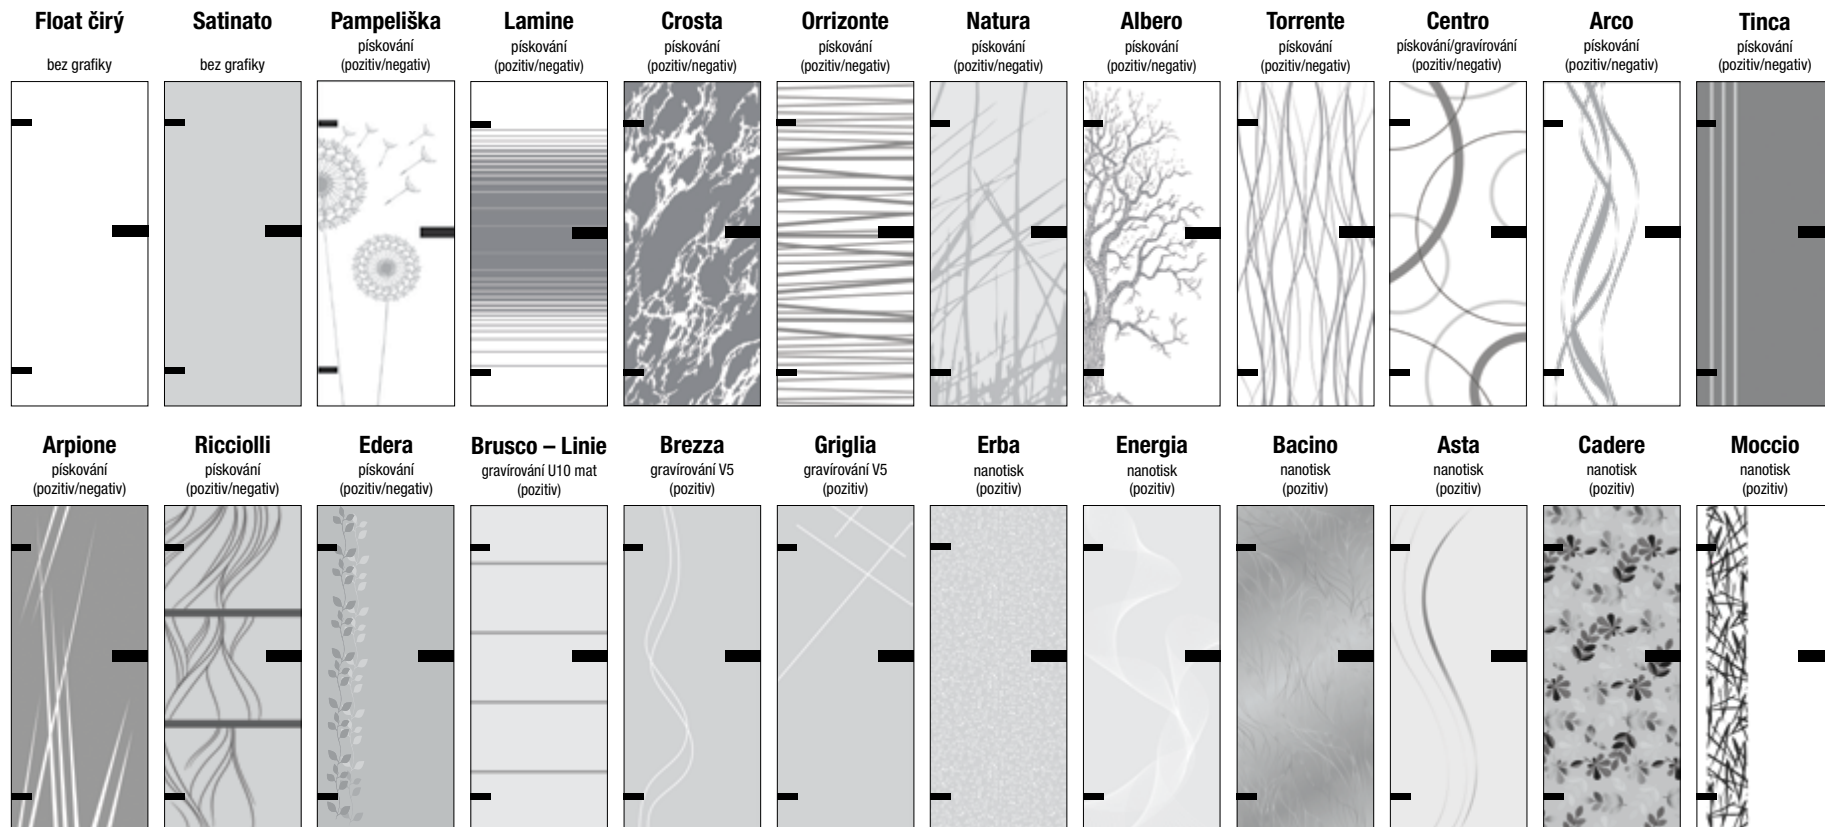 Float čirý
bez grafiky
Satinato
bez grafiky
Pampeliška
pískování
(pozitiv/negativ)
Lamine
pískování
(pozitiv/negativ)
Crosta
pískování
(pozitiv/negativ)
Orrizonte
pískování
(pozitiv/negativ)
Natura
pískování
(pozitiv/negativ)
Albero
pískování
(pozitiv/negativ)
Torrente
pískování
(pozitiv/negativ)
Centro
pískování/gravírování
(pozitiv/negativ)
Arco
pískování
(pozitiv/negativ)
Tinca
pískování
(pozitiv/negativ)
Arpione
pískování
(pozitiv/negativ)
Ricciolli
pískování
(pozitiv/negativ)
Edera
pískování
(pozitiv/negativ)
Brusco – Linie
gravírování U10 mat
(pozitiv)
Brezza
gravírování V5
(pozitiv)
Griglia
gravírování V5
(pozitiv)
Erba
nanotisk
(pozitiv)
Energia
nanotisk
(pozitiv)
Bacino
nanotisk
(pozitiv)
Asta
nanotisk
(pozitiv)
Cadere
nanotisk
(pozitiv)
Moccio
nanotisk
(pozitiv)